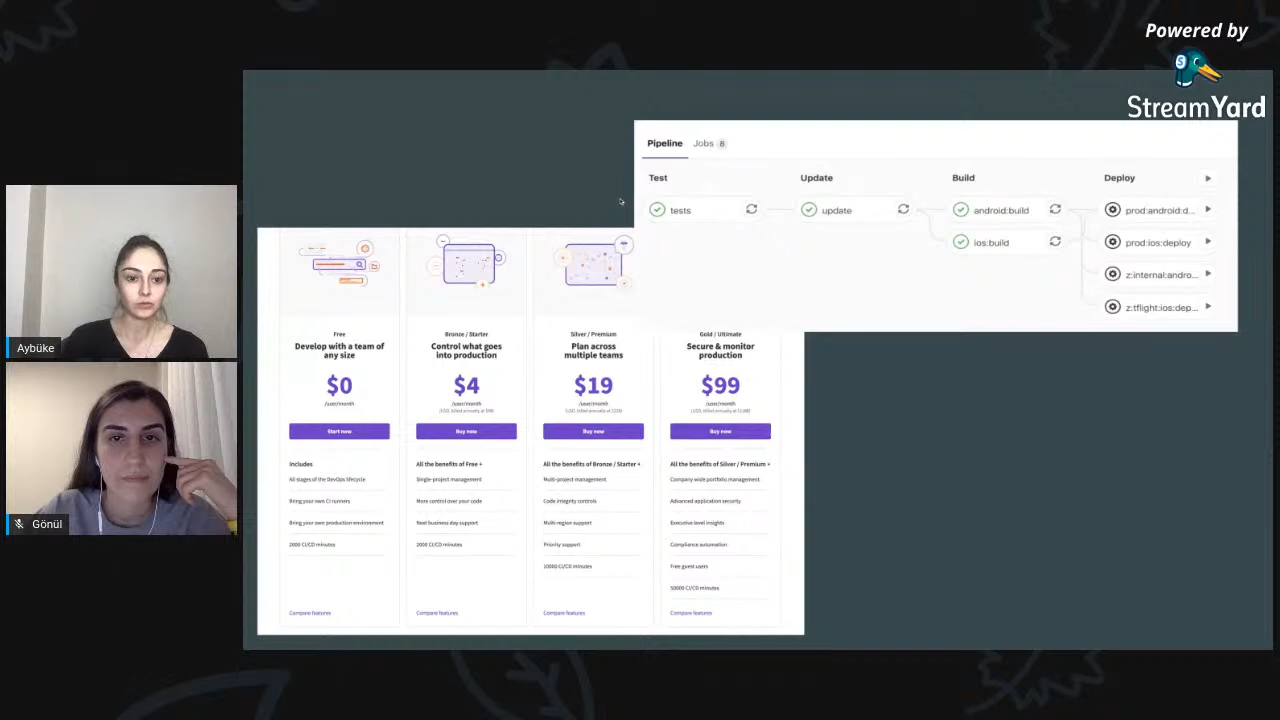 Powered by
StreamYard
Pipeline Jobs 8
Test Update Build Deploy
tests update android:build prod:android:d...
ios:build prod:ios:deploy
z:internal:andro...
z:tflight:ios:dep...
Free
Develop with a team of
any size
$0
/user/month
Start now
Includes
All stages of the DevOps lifecycle
Bring your own CI runners
Bring your own production environment
2000 CI/CD minutes
Compare features
Bronze / Starter
Control what goes
into production
$4
/user/month
Buy now
All the benefits of Free +
Single-project management
More control over your code
Next business day support
2000 CI/CD minutes
Compare features
Silver / Premium
Plan across
multiple teams
$19
/user/month
Buy now
All the benefits of Bronze / Starter +
Multi-project management
Code integrity controls
Multi-region support
Priority support
10000 CI/CD minutes
Compare features
Gold / Ultimate
Secure & monitor
production
$99
/user/month
Buy now
All the benefits of Silver / Premium +
Company wide portfolio management
Advanced application security
Executive level insights
Compliance automation
Free guest users
50000 CI/CD minutes
Compare features
Aybüke
Gönül